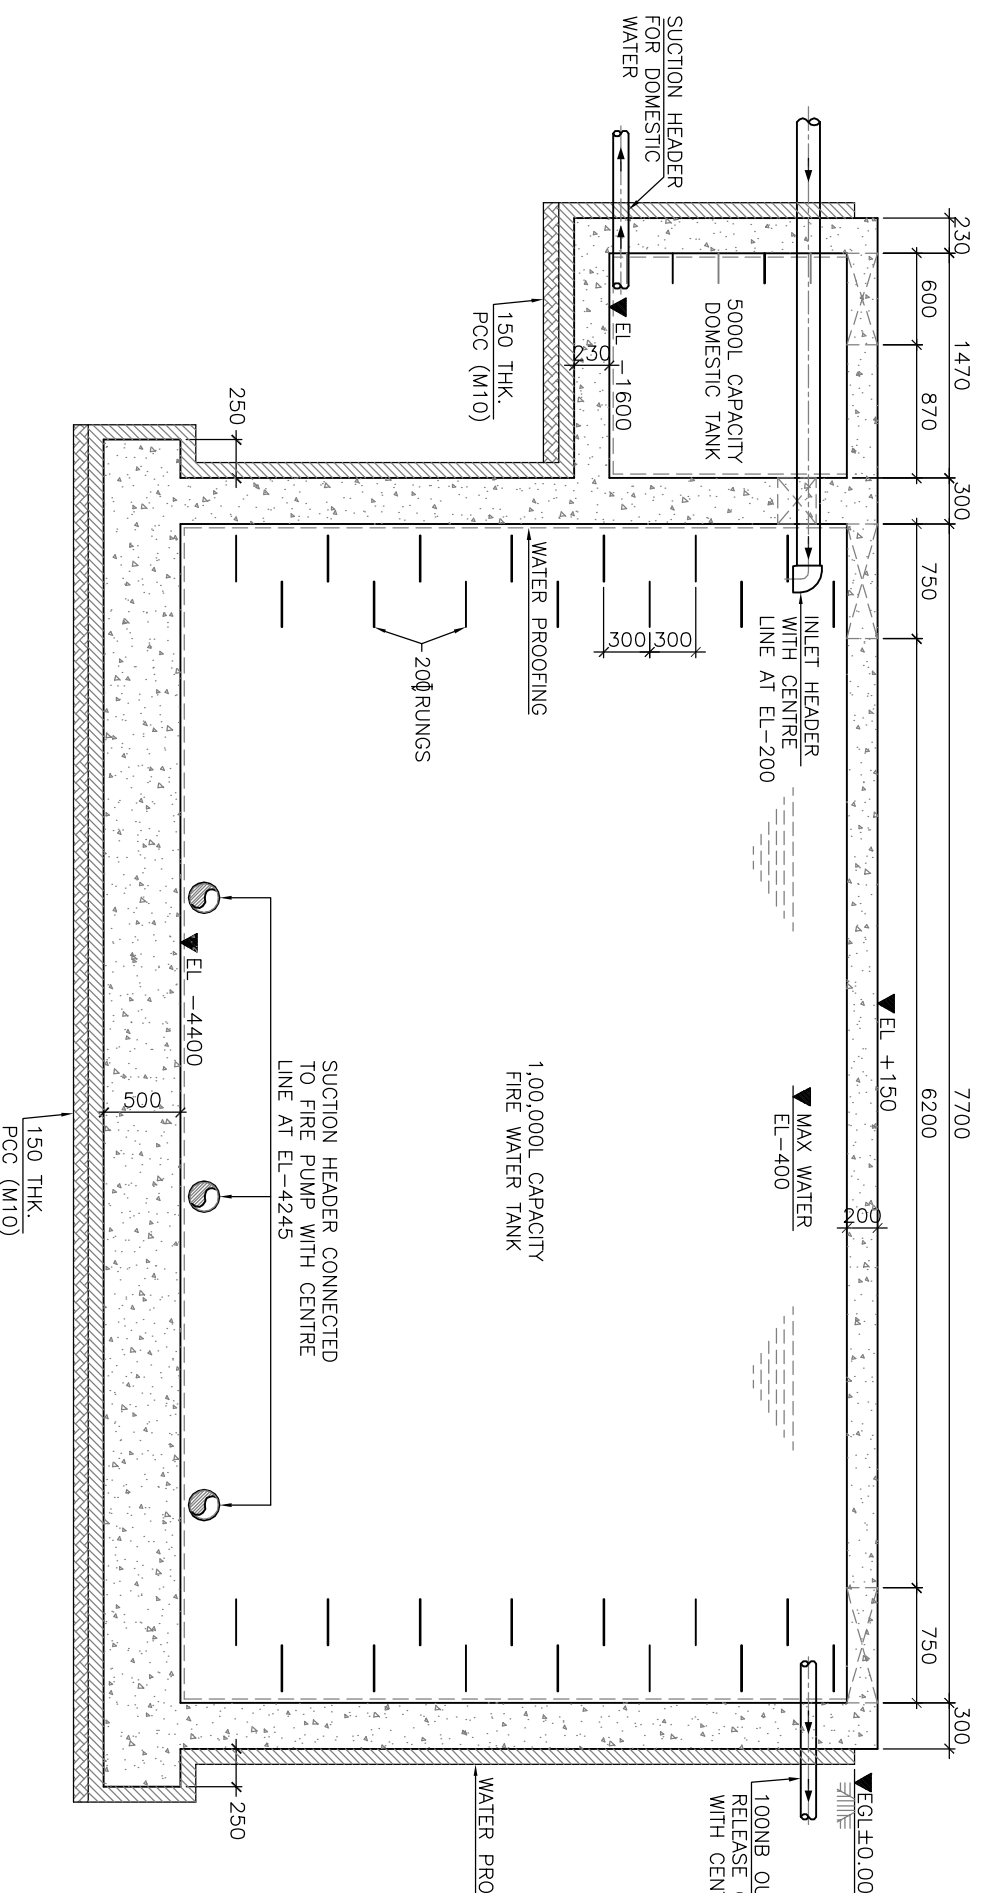 230
1470
300
7700
300
600
870
750
6200
750
EL +150
EGL±0.00
200
SUCTION HEADER
FOR DOMESTIC
WATER
5000L CAPACITY
DOMESTIC TANK
EL -1600
230
150 THK.
PCC (M10)
INLET HEADER
WITH CENTRE
LINE AT EL-200
MAX WATER
EL-400
300
300
WATER PROOFING
20Φ RUNGS
1,00,000L CAPACITY
FIRE WATER TANK
100NB
RELEASE
WITH
WATER
SUCTION HEADER CONNECTED
TO FIRE PUMP WITH CENTRE
LINE AT EL-4245
250
250
EL -4400
500
150 THK.
PCC (M10)